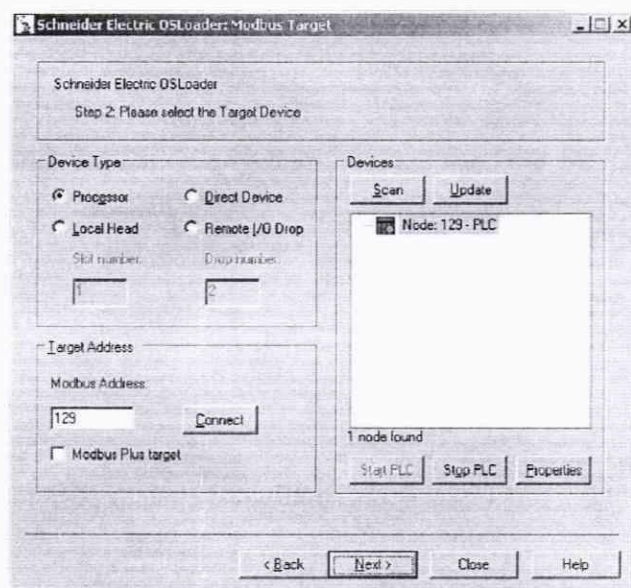 Schneider Electric OSLoader: Modbus Target
Schneider Electric OSLoader
Step 2: Please select the Target Device
Device Type
Processor
Direct Device
Local Head
Remote I/O Drop
Slot number:
Drop number:
1
2
Target Address
Modbus Address:
129
Connect
Modbus Plus target
Devices
Scan
Update
Node: 129 - PLC
1 node found
Start PLC
Stop PLC
Properties
< Back
Next >
Close
Help